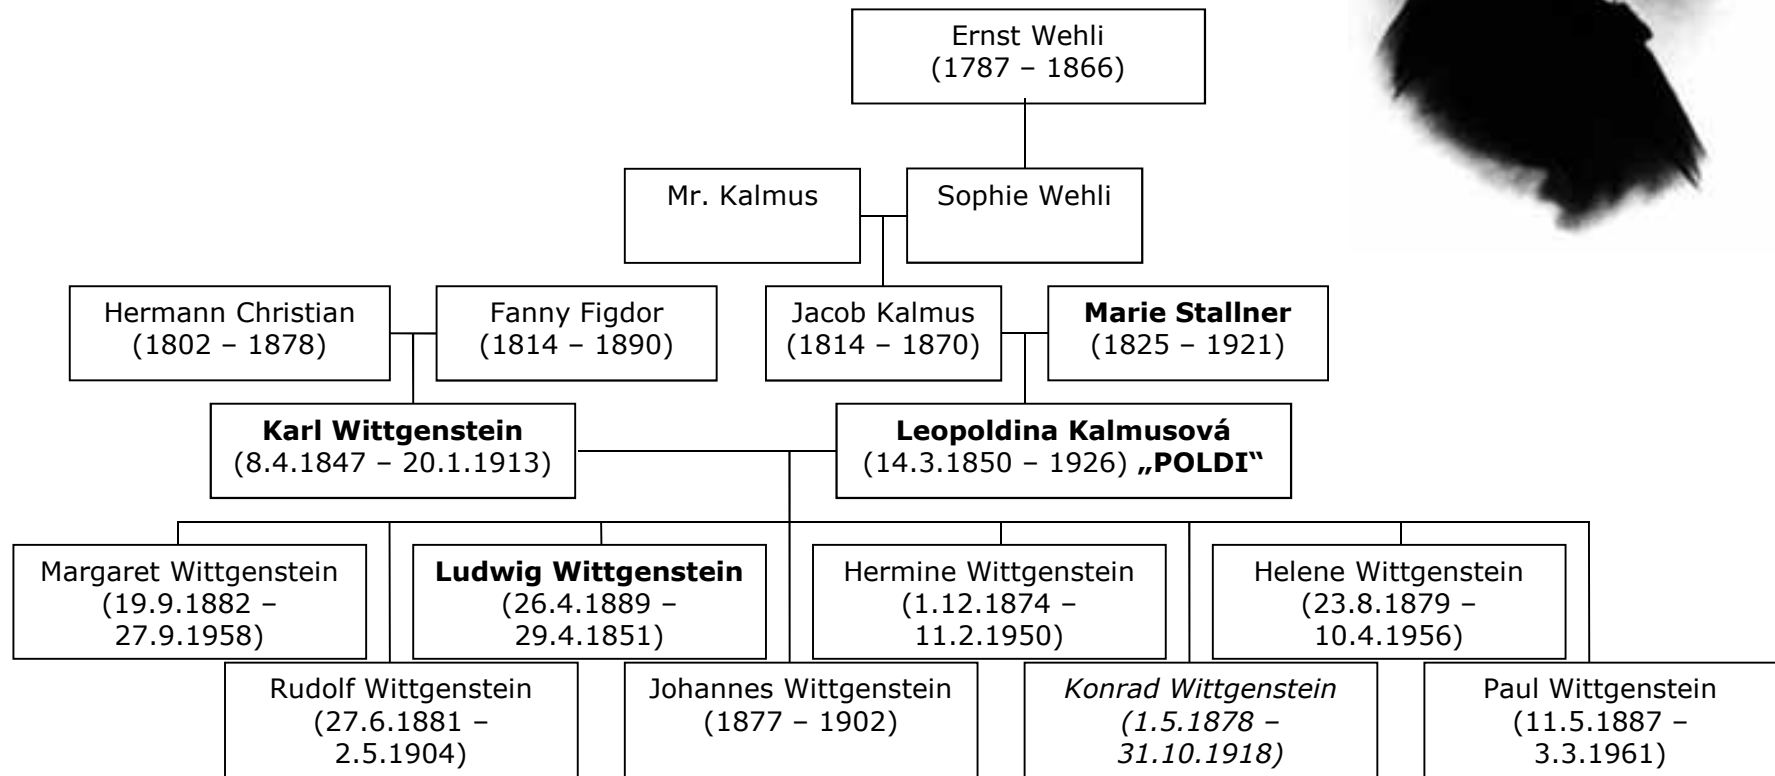 Ernst Wehli
(1787 – 1866)
Mr. Kalmus
Sophie Wehli
Hermann Christian
(1802 – 1878)
Fanny Figdor
(1814 – 1890)
Jacob Kalmus
(1814 – 1870)
Marie Stallner
(1825 – 1921)
Karl Wittgenstein
(8.4.1847 – 20.1.1913)
Leopoldina Kalmusová
(14.3.1850 – 1926) „POLDI“
Margaret Wittgenstein
(19.9.1882 –
27.9.1958)
Ludwig Wittgenstein
(26.4.1889 –
29.4.1851)
Hermine Wittgenstein
(1.12.1874 –
11.2.1950)
Helene Wittgenstein
(23.8.1879 –
10.4.1956)
Rudolf Wittgenstein
(27.6.1881 –
2.5.1904)
Johannes Wittgenstein
(1877 – 1902)
Konrad Wittgenstein
(1.5.1878 –
31.10.1918)
Paul Wittgenstein
(11.5.1887 –
3.3.1961)